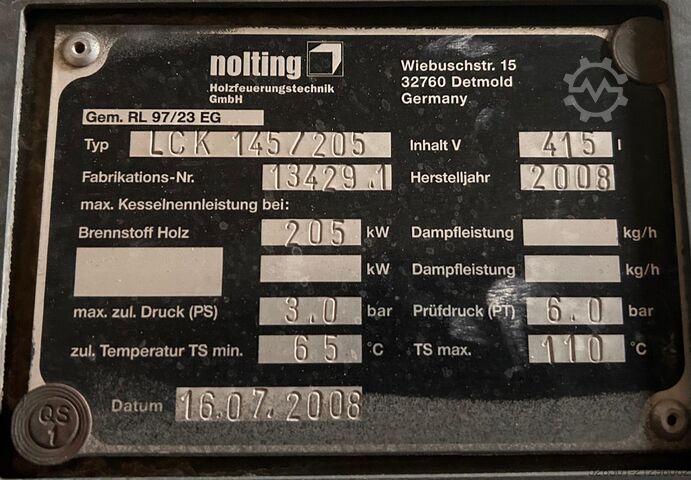 nolting
Holzfeuerungstechnik
GmbH
Wiebuschstr. 15
32760 Detmold
Germany
Gem. RL 97/23 EG
Typ LCK 145/205 Inhalt V 415 l
Fabrikations-Nr. 13429.1 Herstelljahr 2008
max. Kesselnennleistung bei:
Brennstoff Holz 205 kW Dampfleistung kg/h
kW Dampfleistung kg/h
max. zul. Druck (PS) 3.0 bar Prüfdruck (PT) 6.0 bar
zul. Temperatur TS min. 65 °C TS max. 110 °C
Datum 16.07.2008
QS
1